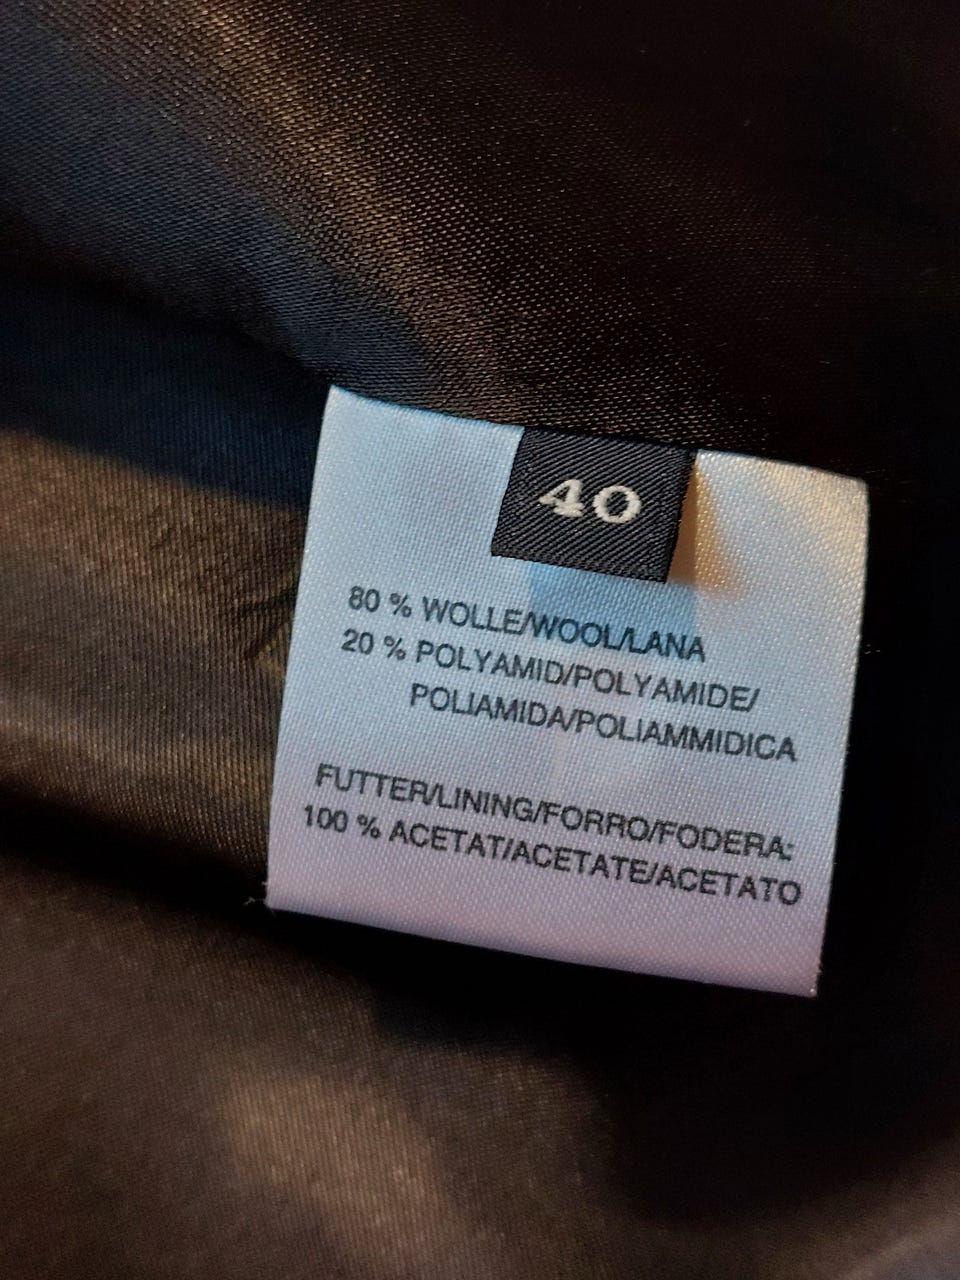 40
80 % WOLLE/WOOL/LANA
20 % POLYAMID/POLYAMIDE/
POLIAMIDA/POLIAMMIDICA
FUTTER/LINING/FORRO/FODERA:
100 % ACETAT/ACETATE/ACETATO